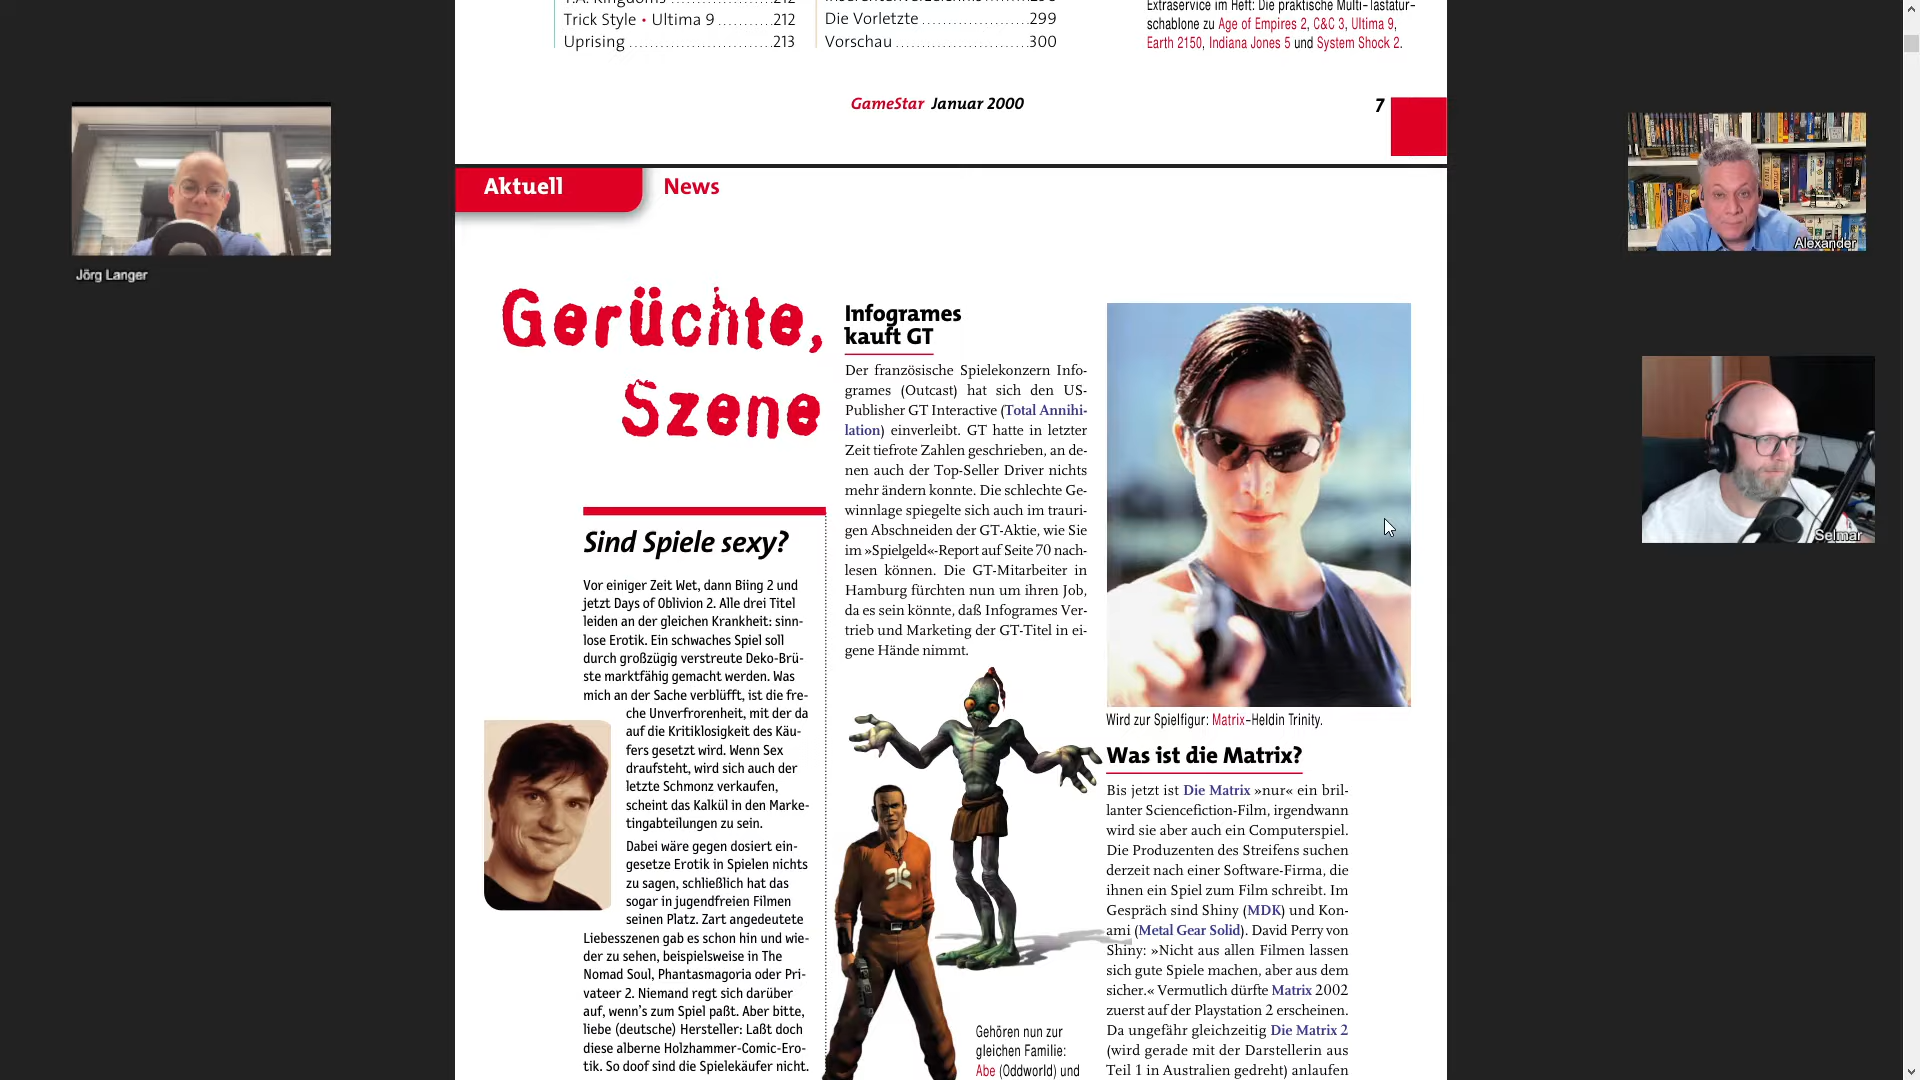 Trick Style • Ultima 9 ............212
Uprising ............................213
Die Vorletzte ........................299
Vorschau ............................300
Extraservice im Heft: Die praktische Multi-Tastatur-
schablone zu Age of Empires 2, C&C 3, Ultima 9,
Earth 2150, Indiana Jones 5 und System Shock 2.
GameStar Januar 2000
7
Aktuell
News
Jörg Langer
Alexander
Selmar
Gerüchte,
Szene
Sind Spiele sexy?
Vor einiger Zeit Wet, dann Biing 2 und
jetzt Days of Oblivion 2. Alle drei Titel
leiden an der gleichen Krankheit: sinn-
lose Erotik. Ein schwaches Spiel soll
durch großzügig verstreute Deko-Brü-
ste marktfähig gemacht werden. Was
mich an der Sache verblüfft, ist die fre-
che Unverfrorenheit, mit der da
auf die Kritiklosigkeit des Käu-
fers gesetzt wird. Wenn Sex
draufsteht, wird sich auch der
letzte Schmonz verkaufen,
scheint das Kalkül in den Marke-
tingabteilungen zu sein.
Dabei wäre gegen dosiert ein-
gesetze Erotik in Spielen nichts
zu sagen, schließlich hat das
sogar in jugendfreien Filmen
seinen Platz. Zart angedeutete
Liebesszenen gab es schon hin und wie-
der zu sehen, beispielsweise in The
Nomad Soul, Phantasmagoria oder Pri-
vateer 2. Niemand regt sich darüber
auf, wenn's zum Spiel paßt. Aber bitte,
liebe (deutsche) Hersteller: Laßt doch
diese alberne Holzhammer-Comic-Ero-
tik. So doof sind die Spielekäufer nicht.
Infogrames
kauft GT
Der französische Spielekonzern Info-
grames (Outcast) hat sich den US-
Publisher GT Interactive (Total Annihi-
lation) einverleibt. GT hatte in letzter
Zeit tiefrote Zahlen geschrieben, an de-
nen auch der Top-Seller Driver nichts
mehr ändern konnte. Die schlechte Ge-
winnlage spiegelte sich auch im trauri-
gen Abschneiden der GT-Aktie, wie Sie
im »Spielgeld«-Report auf Seite 70 nach-
lesen können. Die GT-Mitarbeiter in
Hamburg fürchten nun um ihren Job,
da es sein könnte, daß Infogrames Ver-
trieb und Marketing der GT-Titel in ei-
gene Hände nimmt.
Gehören nun zur
gleichen Familie:
Abe (Oddworld) und
Wird zur Spielfigur: Matrix-Heldin Trinity.
Was ist die Matrix?
Bis jetzt ist Die Matrix »nur« ein bril-
lanter Sciencefiction-Film, irgendwann
wird sie aber auch ein Computerspiel.
Die Produzenten des Streifens suchen
derzeit nach einer Software-Firma, die
ihnen ein Spiel zum Film schreibt. Im
Gespräch sind Shiny (MDK) und Kon-
ami (Metal Gear Solid). David Perry von
Shiny: »Nicht aus allen Filmen lassen
sich gute Spiele machen, aber aus dem
sicher.« Vermutlich dürfte Matrix 2002
zuerst auf der Playstation 2 erscheinen.
Da ungefähr gleichzeitig Die Matrix 2
(wird gerade mit der Darstellerin aus
Teil 1 in Australien gedreht) anlaufen